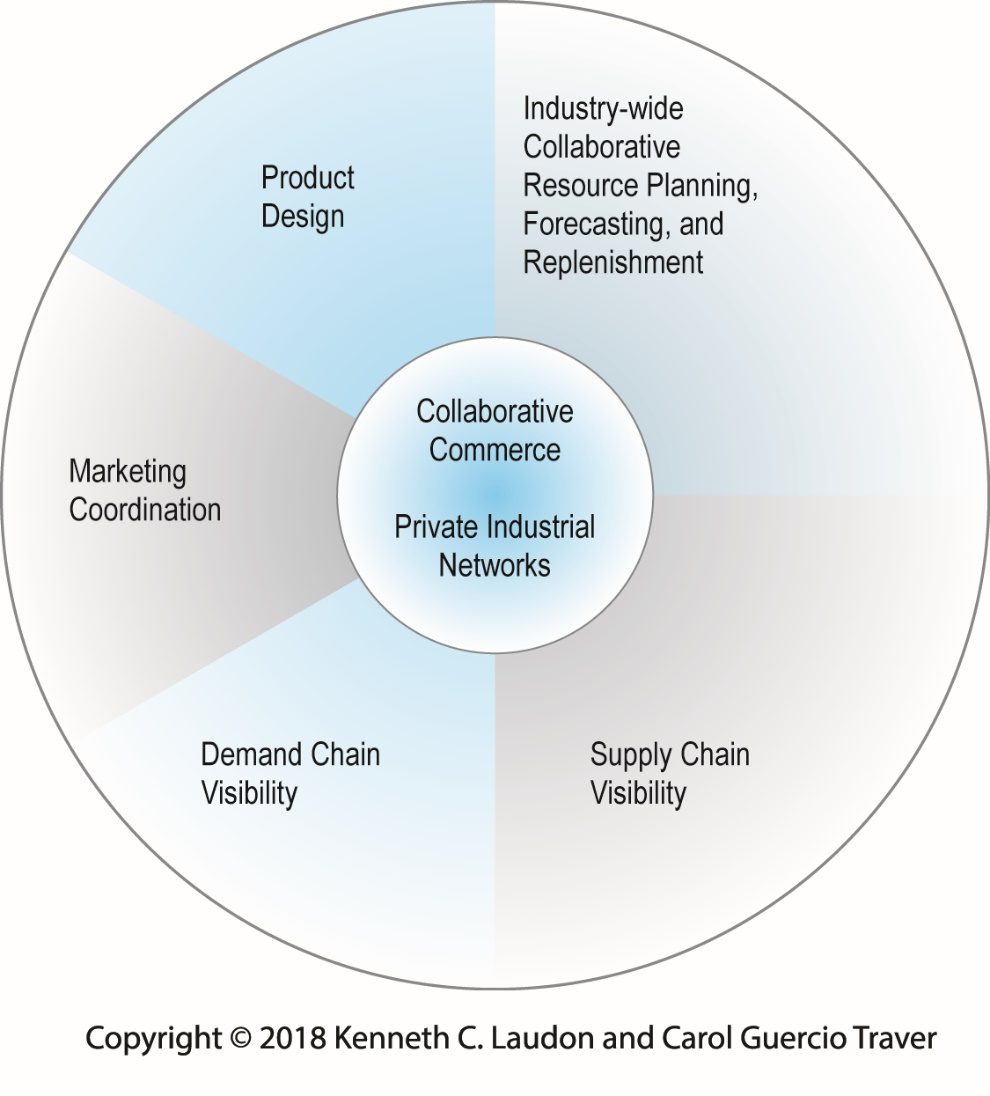 Product
Design
Industry-wide
Collaborative
Resource Planning,
Forecasting, and
Replenishment
Collaborative
Commerce
Private Industrial
Networks
Marketing
Coordination
Demand Chain
Visibility
Supply Chain
Visibility
Copyright © 2018 Kenneth C. Laudon and Carol Guercio Traver